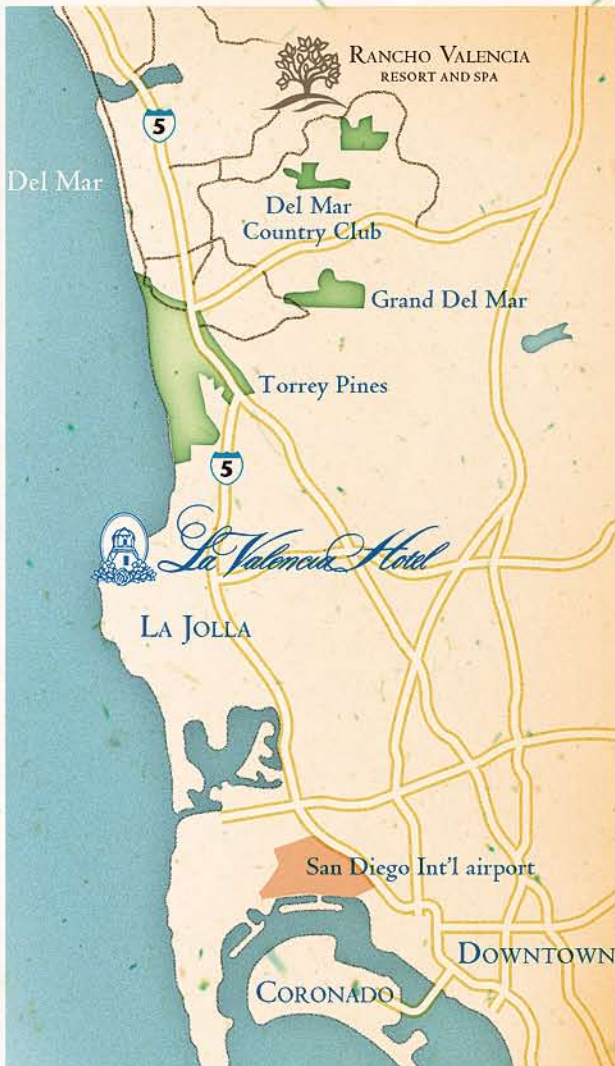 RANCHO VALENCIA
RESORT AND SPA
5
Del Mar
Del Mar
Country Club
Grand Del Mar
Torrey Pines
5
La Valencia Hotel
LA JOLLA
San Diego Int'l airport
DOWNTOWN
CORONADO